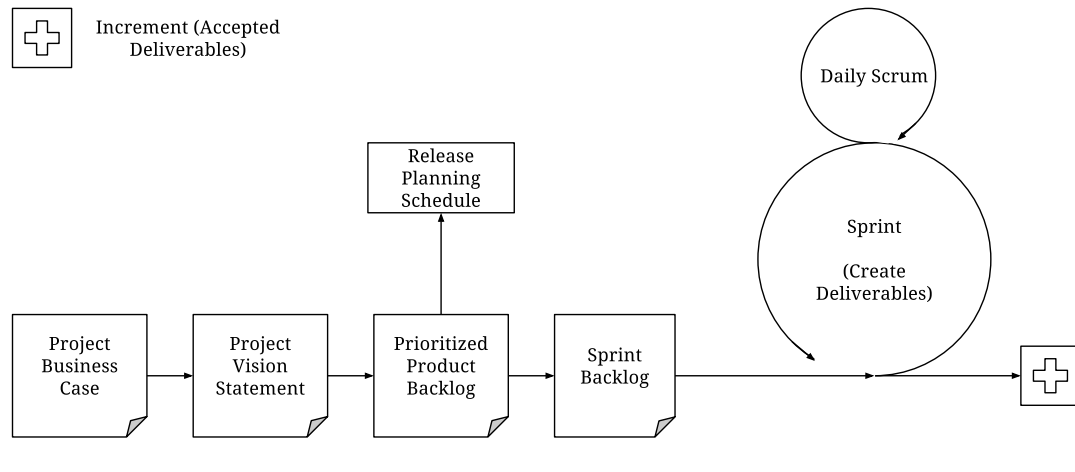 Increment (Accepted
Deliverables)
Daily Scrum
Release
Planning
Schedule
Sprint
(Create
Deliverables)
Project
Business
Case
Project
Vision
Statement
Prioritized
Product
Backlog
Sprint
Backlog